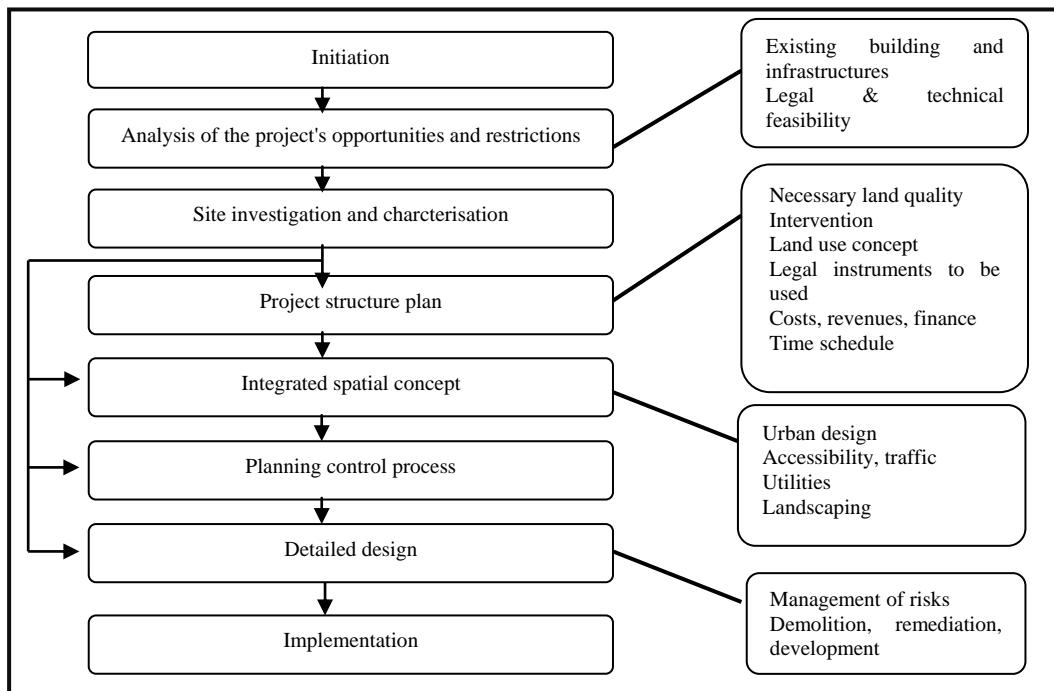 Initiation
Analysis of the project's opportunities and restrictions
Site investigation and charcterisation
Project structure plan
Integrated spatial concept
Planning control process
Detailed design
Implementation
Existing building and
infrastructures
Legal & technical
feasibility
Necessary land quality
Intervention
Land use concept
Legal instruments to be
used
Costs, revenues, finance
Time schedule
Urban design
Accessibility, traffic
Utilities
Landscaping
Management of risks
Demolition, remediation,
development